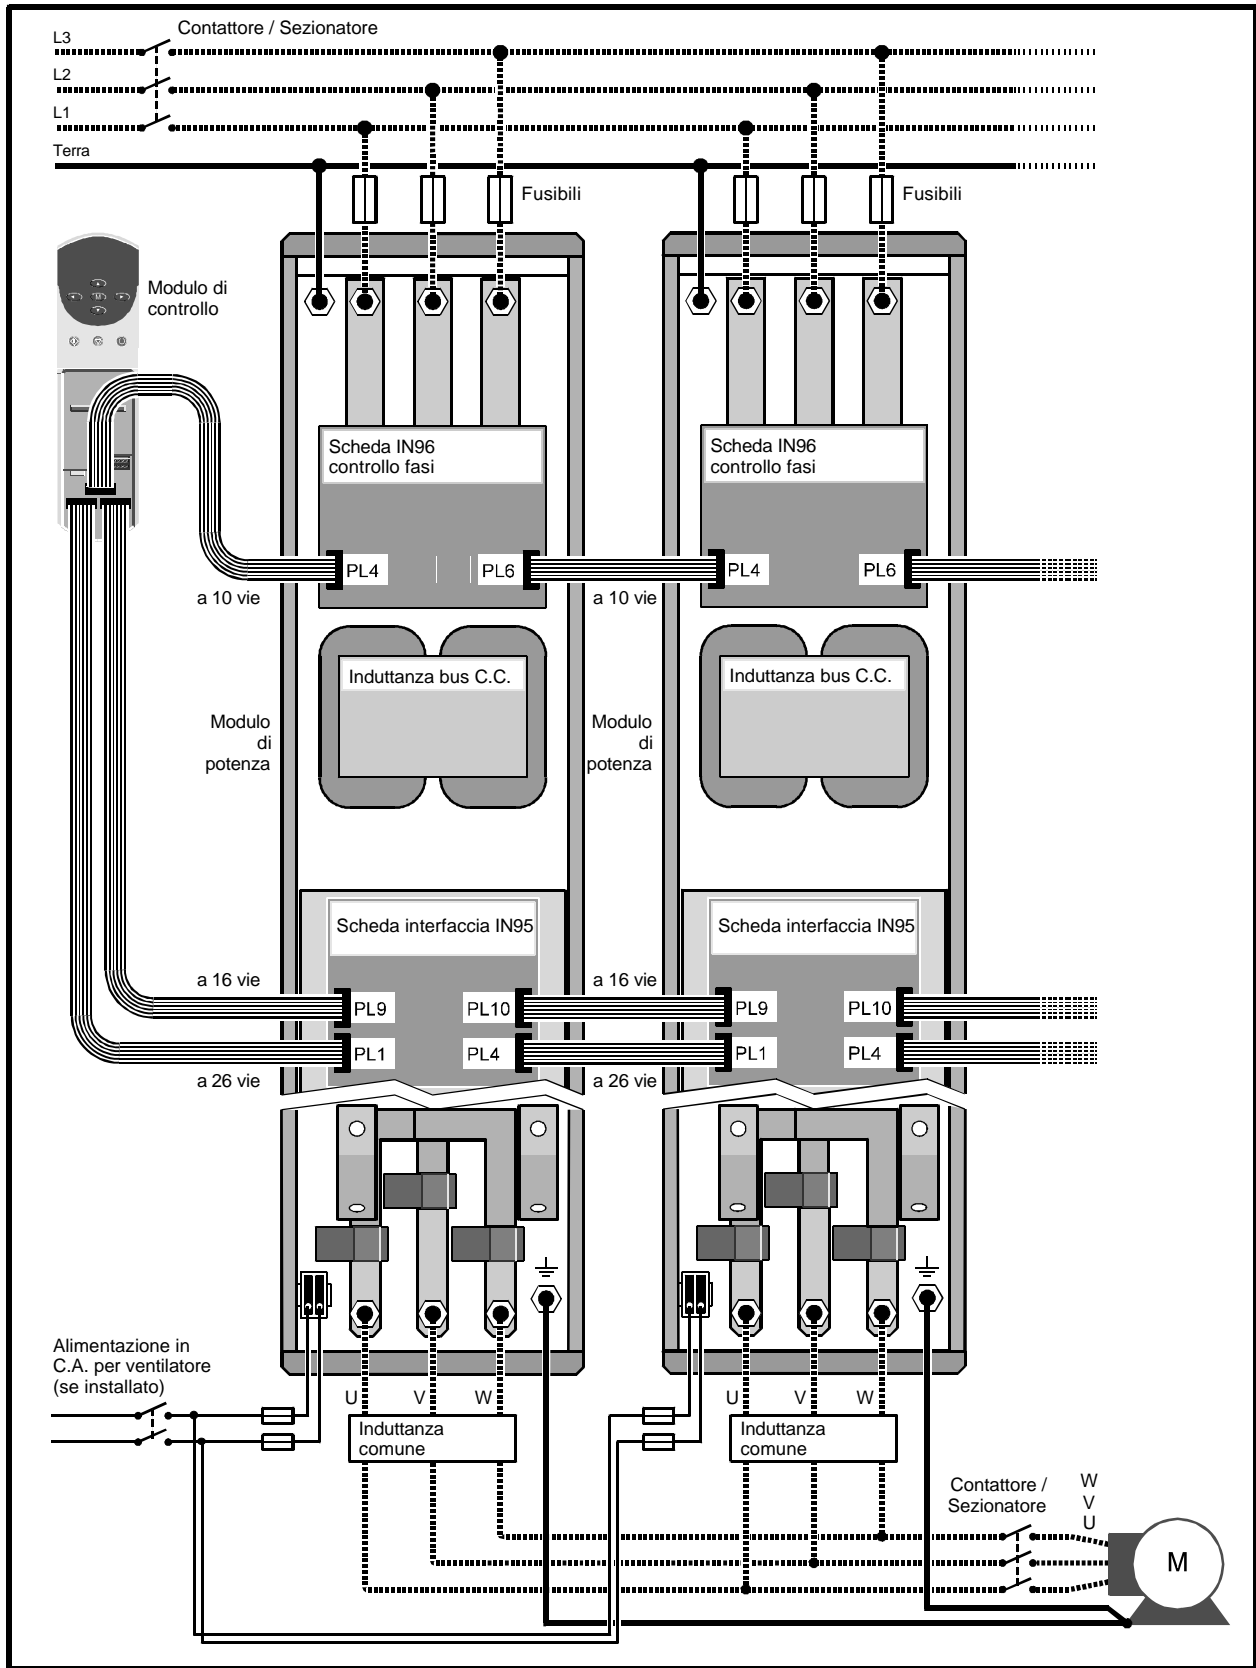 Contattore / Sezionatore
L3
L2
L1
Terra
Fusibili
Fusibili
Modulo di
controllo
M
Scheda IN96
controllo fasi
Scheda IN96
controllo fasi
PL4
PL6
PL4
PL6
a 10 vie
a 10 vie
Induttanza bus C.C.
Induttanza bus C.C.
Modulo
di
potenza
Modulo
di
potenza
Scheda interfaccia IN95
Scheda interfaccia IN95
a 16 vie
a 16 vie
PL9
PL10
PL9
PL10
PL1
PL4
PL1
PL4
a 26 vie
a 26 vie
Alimentazione in
C.A. per ventilatore
(se installato)
U V W
U V W
Induttanza
comune
Induttanza
comune
Contattore /
Sezionatore
W
V
U
M